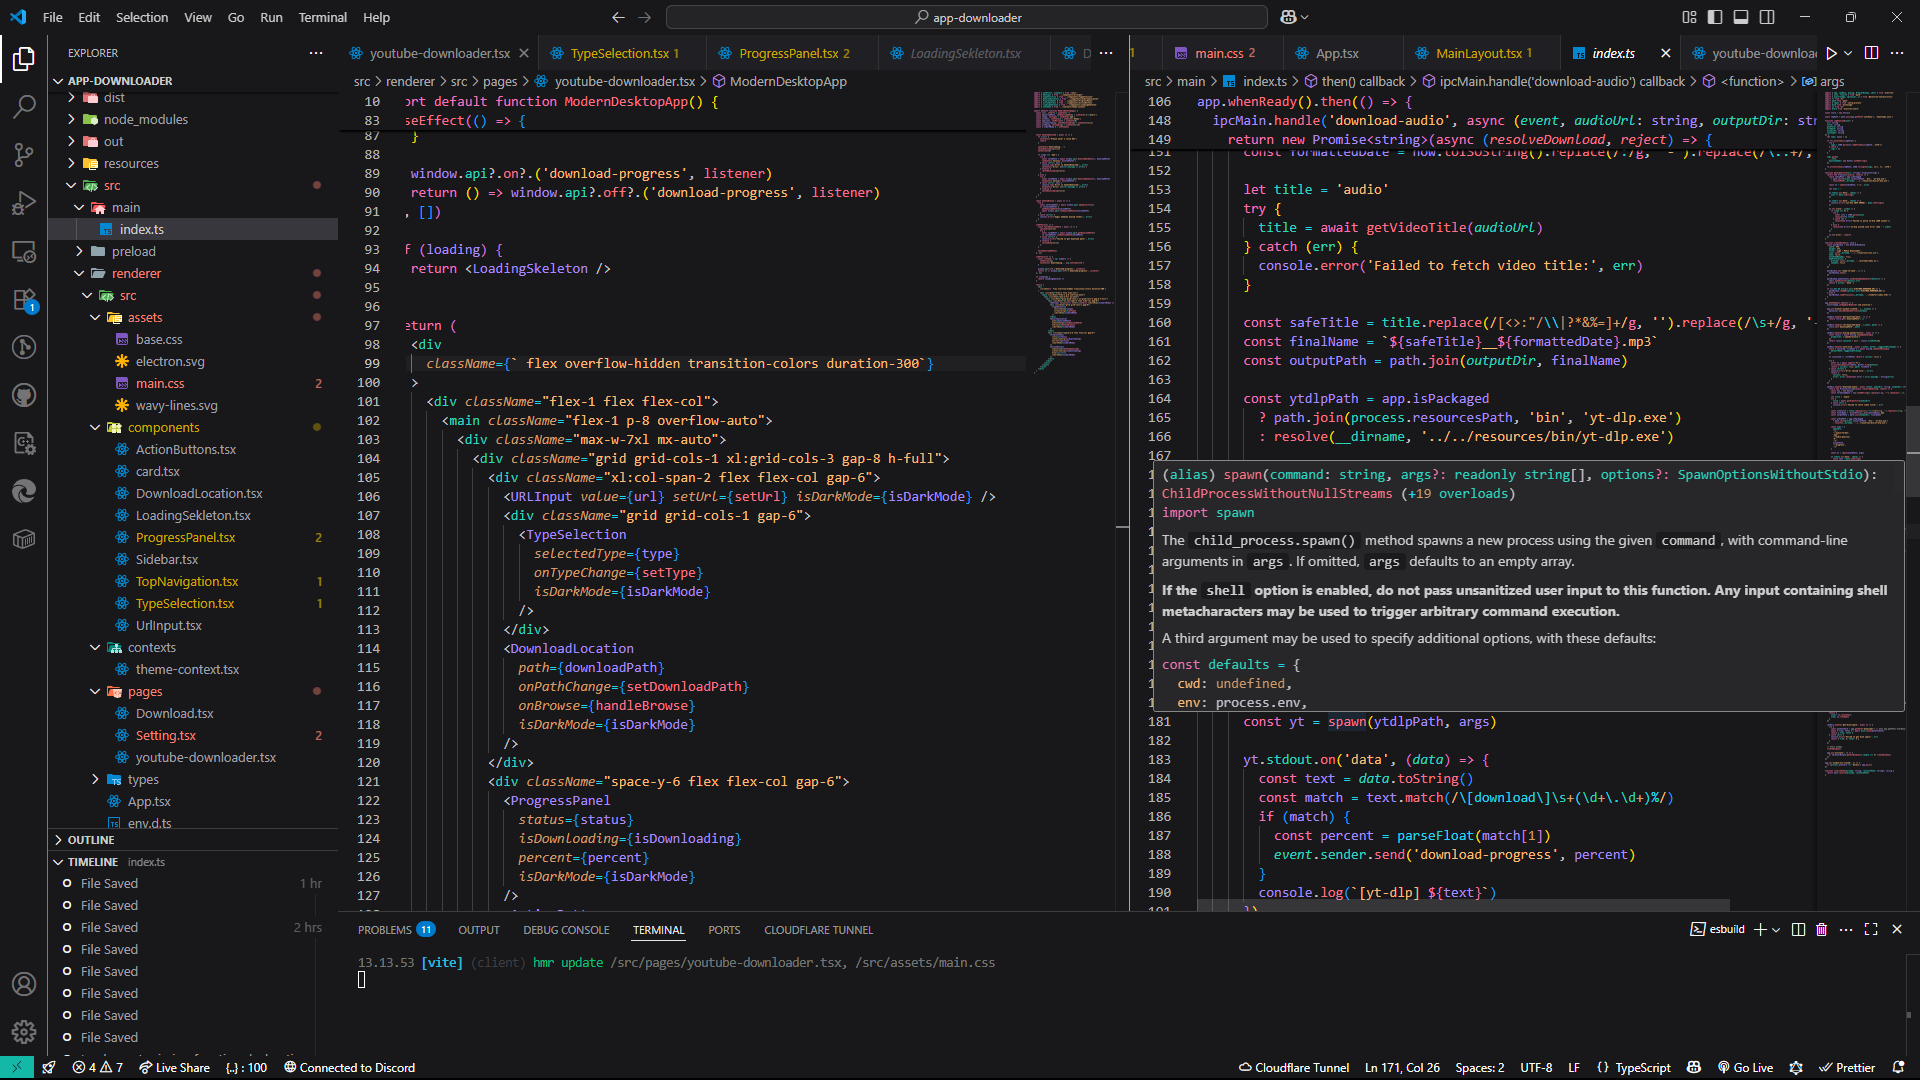 File Edit Selection View Go Run Terminal Help
app-downloader
EXPLORER
APP-DOWNLOADER
dist
node_modules
out
resources
src
main
index.ts
preload
renderer
src
assets
base.css
electron.svg
main.css 2
wavy-lines.svg
components
ActionButtons.tsx
card.tsx
DownloadLocation.tsx
LoadingSekleton.tsx
ProgressPanel.tsx 2
Sidebar.tsx
TopNavigation.tsx 1
TypeSelection.tsx 1
UrlInput.tsx
contexts
theme-context.tsx
pages
Download.tsx
Setting.tsx 2
youtube-downloader.tsx
types
App.tsx
env.d.ts
OUTLINE
TIMELINE index.ts
File Saved 1 hr
File Saved
File Saved 2 hrs
File Saved
File Saved
File Saved
File Saved
File Saved
1
youtube-downloader.tsx TypeSelection.tsx 1 ProgressPanel.tsx 2 LoadingSekleton.tsx D
src > renderer > src > pages > youtube-downloader.tsx > ModernDesktopApp
10 ort default function ModernDesktopApp() {
83 seEffect(() => {
87 }
88
89 window.api?.on?.('download-progress', listener)
90 return () => window.api?.off?.('download-progress', listener)
91 , [])
92
93 f (loading) {
94 return <LoadingSkeleton />
95
96
97 eturn (
98 <div
99 className={` flex overflow-hidden transition-colors duration-300`}
100 >
101 <div className="flex-1 flex flex-col">
102 <main className="flex-1 p-8 overflow-auto">
103 <div className="max-w-7xl mx-auto">
104 <div className="grid grid-cols-1 xl:grid-cols-3 gap-8 h-full">
105 <div className="xl:col-span-2 flex flex-col gap-6">
106 <URLInput value={url} setUrl={setUrl} isDarkMode={isDarkMode} />
107 <div className="grid grid-cols-1 gap-6">
108 <TypeSelection
109 selectedType={type}
110 onTypeChange={setType}
111 isDarkMode={isDarkMode}
112 />
113 </div>
114 <DownloadLocation
115 path={downloadPath}
116 onPathChange={setDownloadPath}
117 onBrowse={handleBrowse}
118 isDarkMode={isDarkMode}
119 />
120 </div>
121 <div className="space-y-6 flex flex-col gap-6">
122 <ProgressPanel
123 status={status}
124 isDownloading={isDownloading}
125 percent={percent}
126 isDarkMode={isDarkMode}
127 />
1 main.css 2 App.tsx MainLayout.tsx 1 index.ts youtube-downloa
src > main > index.ts > then() callback > ipcMain.handle('download-audio') callback > <function> > args
106 app.whenReady().then(() => {
148 ipcMain.handle('download-audio', async (event, audioUrl: string, outputDir: str
149 return new Promise<string>(async (resolveDownload, reject) => {
151 const formattedDate = now.toISOString().replace(/:/g, '-').replace(/\..+/,
152
153 let title = 'audio'
154 try {
155 title = await getVideoTitle(audioUrl)
156 } catch (err) {
157 console.error('Failed to fetch video title:', err)
158 }
159
160 const safeTitle = title.replace(/[<>:"/\\|?*&%=]+/g, '').replace(/\s+/g, '-
161 const finalName = `${safeTitle}__${formattedDate}.mp3`
162 const outputPath = path.join(outputDir, finalName)
163
164 const ytdlpPath = app.isPackaged
165 ? path.join(process.resourcesPath, 'bin', 'yt-dlp.exe')
166 : resolve(__dirname, '../../resources/bin/yt-dlp.exe')
(alias) spawn(command: string, args?: readonly string[], options?: SpawnOptionsWithoutStdio):
ChildProcessWithoutNullStreams (+19 overloads)
import spawn
The child_process.spawn() method spawns a new process using the given command, with command-line
arguments in args. If omitted, args defaults to an empty array.
If the shell option is enabled, do not pass unsanitized user input to this function. Any input containing shell
metacharacters may be used to trigger arbitrary command execution.
A third argument may be used to specify additional options, with these defaults:
const defaults = {
cwd: undefined,
env: process.env,
181 const yt = spawn(ytdlpPath, args)
182
183 yt.stdout.on('data', (data) => {
184 const text = data.toString()
185 const match = text.match(/\[download\]\s+(\d+\.\d+)%/)
186 if (match) {
187 const percent = parseFloat(match[1])
188 event.sender.send('download-progress', percent)
189 }
190 console.log(`[yt-dlp] ${text}`)
191 })
PROBLEMS 11 OUTPUT DEBUG CONSOLE TERMINAL PORTS CLOUDFLARE TUNNEL
esbuild
13.13.53 [vite] (client) hmr update /src/pages/youtube-downloader.tsx, /src/assets/main.css
4 7 Live Share {..} : 100 Connected to Discord
Cloudflare Tunnel Ln 171, Col 26 Spaces: 2 UTF-8 LF {} TypeScript Go Live Prettier